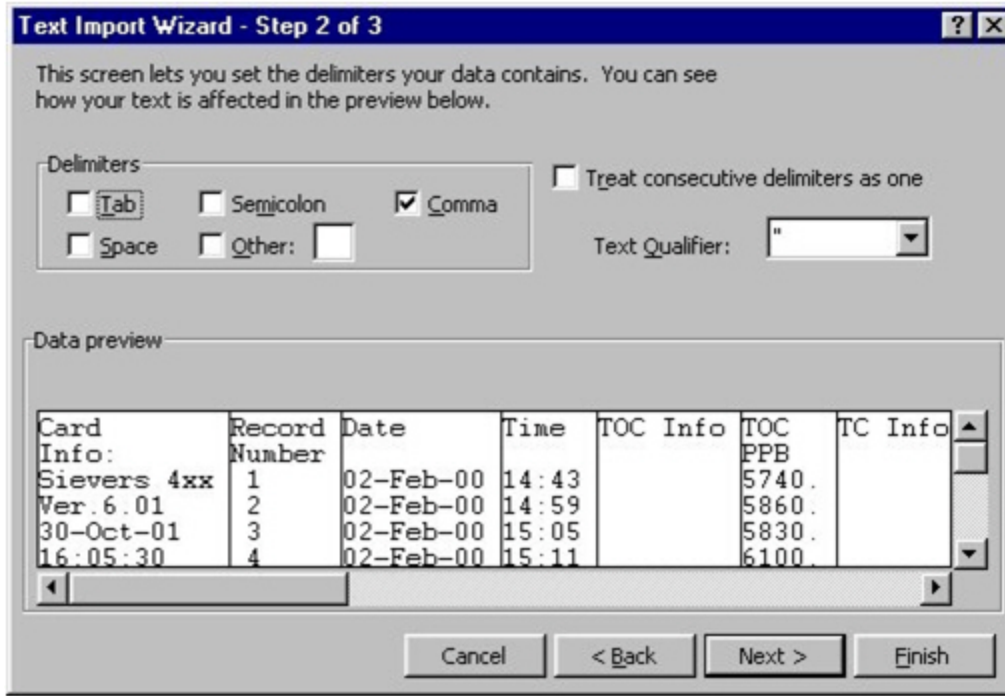 Text Import Wizard - Step 2 of 3
This screen lets you set the delimiters your data contains. You can see
how your text is affected in the preview below.
Delimiters
Tab Semicolon Comma
Space Other:
Treat consecutive delimiters as one
Text Qualifier: "
Data preview
Card Record Date Time TOC Info TOC TC Info
Info: Number PPB
Sievers 4xx 1 02-Feb-00 14:43 5740.
Ver.6.01 2 02-Feb-00 14:59 5860.
30-Oct-01 3 02-Feb-00 15:05 5830.
16:05:30 4 02-Feb-00 15:11 6100.
Cancel < Back Next > Finish